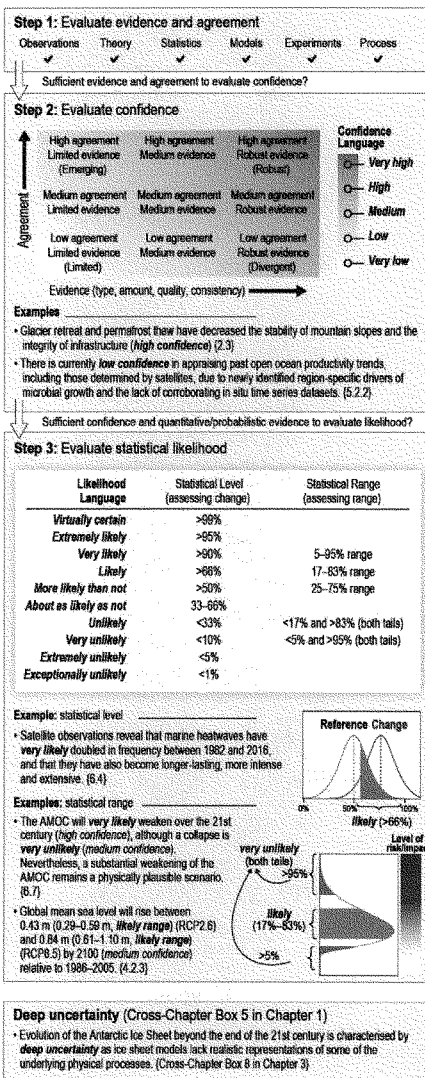 Step 1: Evaluate evidence and agreement
Observations Theory Statistics Models Experiments Process
Sufficient evidence and agreement to evaluate confidence?
Step 2: Evaluate confidence
Agreement
High agreement
Limited evidence
(Emerging)
High agreement
Medium evidence
High agreement
Robust evidence
(Robust)
Medium agreement
Limited evidence
Medium agreement
Medium evidence
Medium agreement
Robust evidence
Low agreement
Limited evidence
(Limited)
Low agreement
Medium evidence
Low agreement
Robust evidence
(Divergent)
Evidence (type, amount, quality, consistency)
Confidence
Language
Very high
High
Medium
Low
Very low
Examples
• Glacier retreat and permafrost thaw have decreased the stability of mountain slopes and the
integrity of infrastructure (high confidence) {2.3}
• There is currently low confidence in appraising past open ocean productivity trends,
including those determined by satellites, due to newly identified region-specific drivers of
microbial growth and the lack of corroborating in situ time series datasets. {5.2.2}
Sufficient confidence and quantitative/probabilistic evidence to evaluate likelihood?
Step 3: Evaluate statistical likelihood
Likelihood Statistical Level Statistical Range
Language (assessing change) (assessing range)
Virtually certain >99%
Extremely likely >95%
Very likely >90% 5–95% range
Likely >66% 17–83% range
More likely than not >50% 25–75% range
About as likely as not 33–66%
Unlikely <33% <17% and >83% (both tails)
Very unlikely <10% <5% and >95% (both tails)
Extremely unlikely <5%
Exceptionally unlikely <1%
Example: statistical level
• Satellite observations reveal that marine heatwaves have
very likely doubled in frequency between 1982 and 2016,
and that they have also become longer-lasting, more intense
and extensive. {6.4}
Reference Change
0% 50% 100%
likely (>66%)
Examples: statistical range
• The AMOC will very likely weaken over the 21st
century (high confidence), although a collapse is
very unlikely (medium confidence).
Nevertheless, a substantial weakening of the
AMOC remains a physically plausible scenario.
{6.7}
• Global mean sea level will rise between
0.43 m (0.29–0.59 m, likely range) (RCP2.6)
and 0.84 m (0.61–1.10 m, likely range)
(RCP8.5) by 2100 (medium confidence)
relative to 1986–2005. {4.2.3}
Level of
risk/impact
very unlikely
(both tails)
>95%
likely
(17%–83%)
>5%
Deep uncertainty (Cross-Chapter Box 5 in Chapter 1)
• Evolution of the Antarctic Ice Sheet beyond the end of the 21st century is characterised by
deep uncertainty as ice sheet models lack realistic representations of some of the
underlying physical processes. {Cross-Chapter Box 8 in Chapter 3}